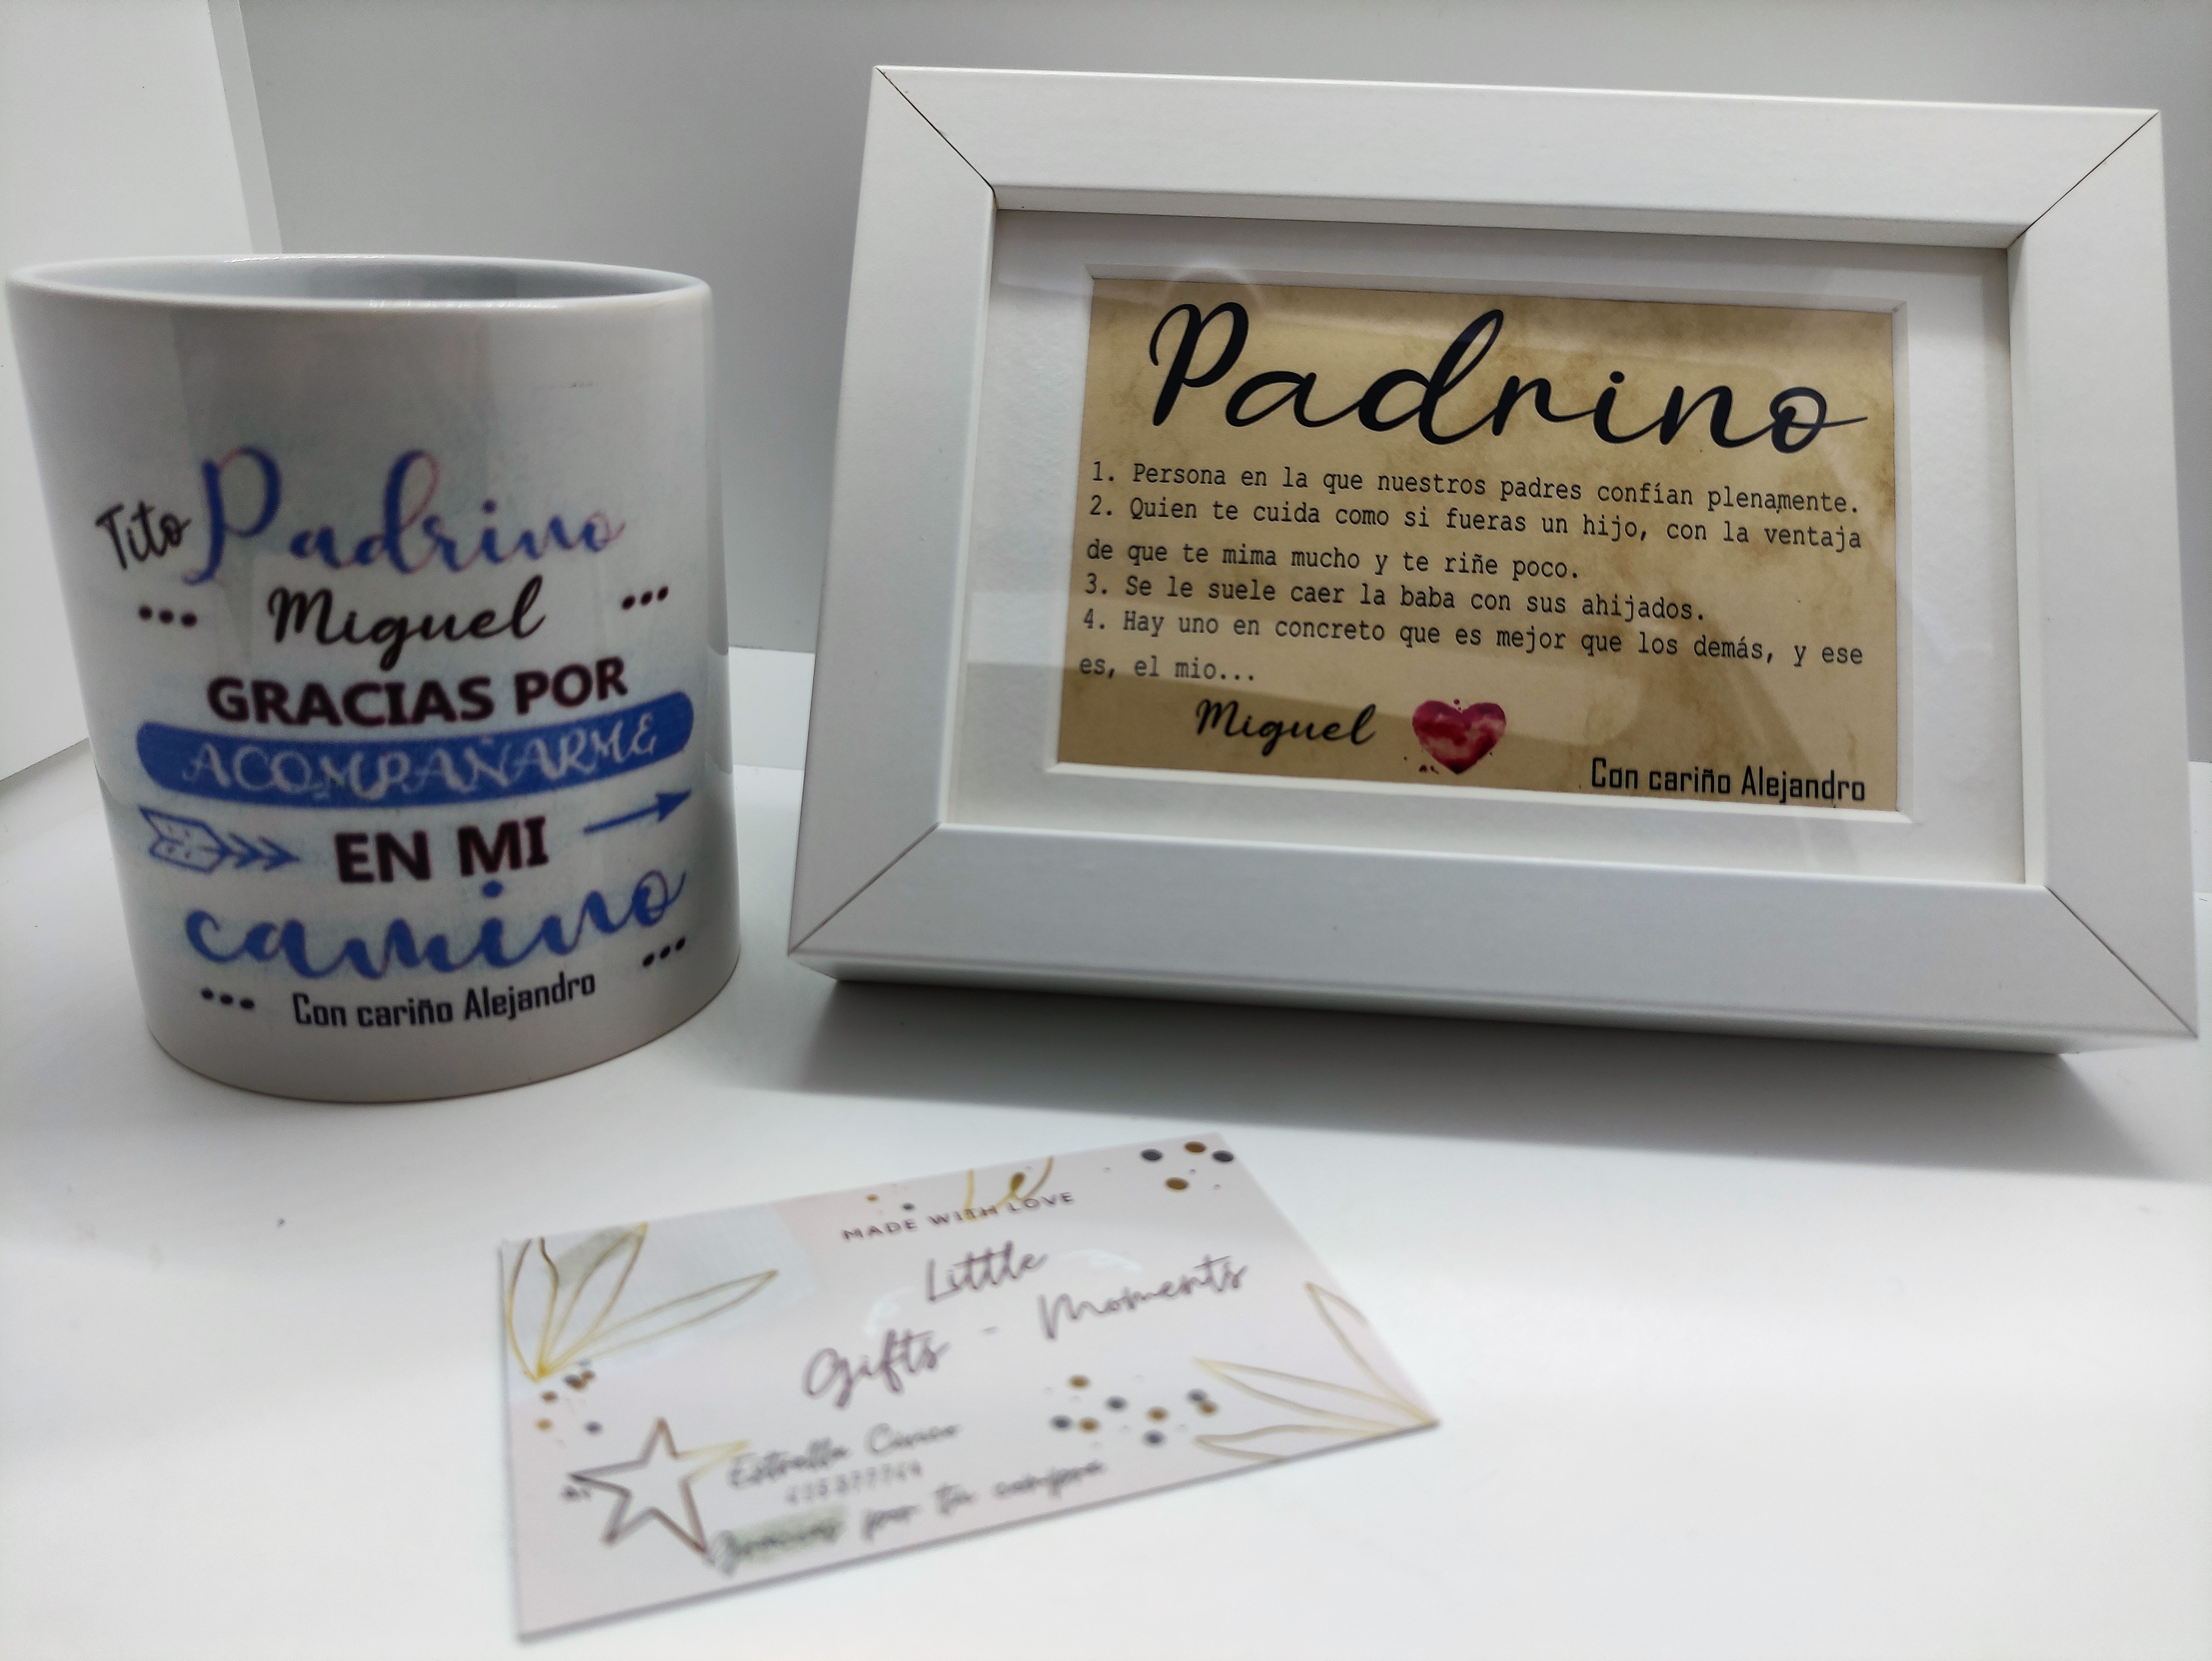 Tito Padrino
... Miguel ...
GRACIAS POR
ACOMPAÑARME
EN MI
camino
... Con cariño Alejandro ...
Padrino
1. Persona en la que nuestros padres confían plenamente.
2. Quien te cuida como si fueras un hijo, con la ventaja
de que te mima mucho y te riñe poco.
3. Se le suele caer la baba con sus ahijados.
4. Hay uno en concreto que es mejor que los demás, y ese
es, el mio...
Miguel
Con cariño Alejandro
MADE WITH LOVE
Little
Gifts - Moments
Estrella
Gracias por tu compra